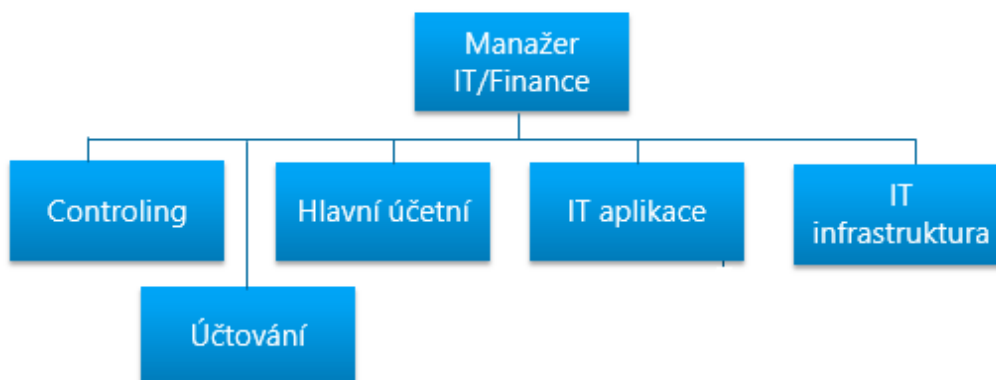 Manažer
IT/Finance
Controling
Hlavní účetní
IT aplikace
IT
infrastruktura
Účtování